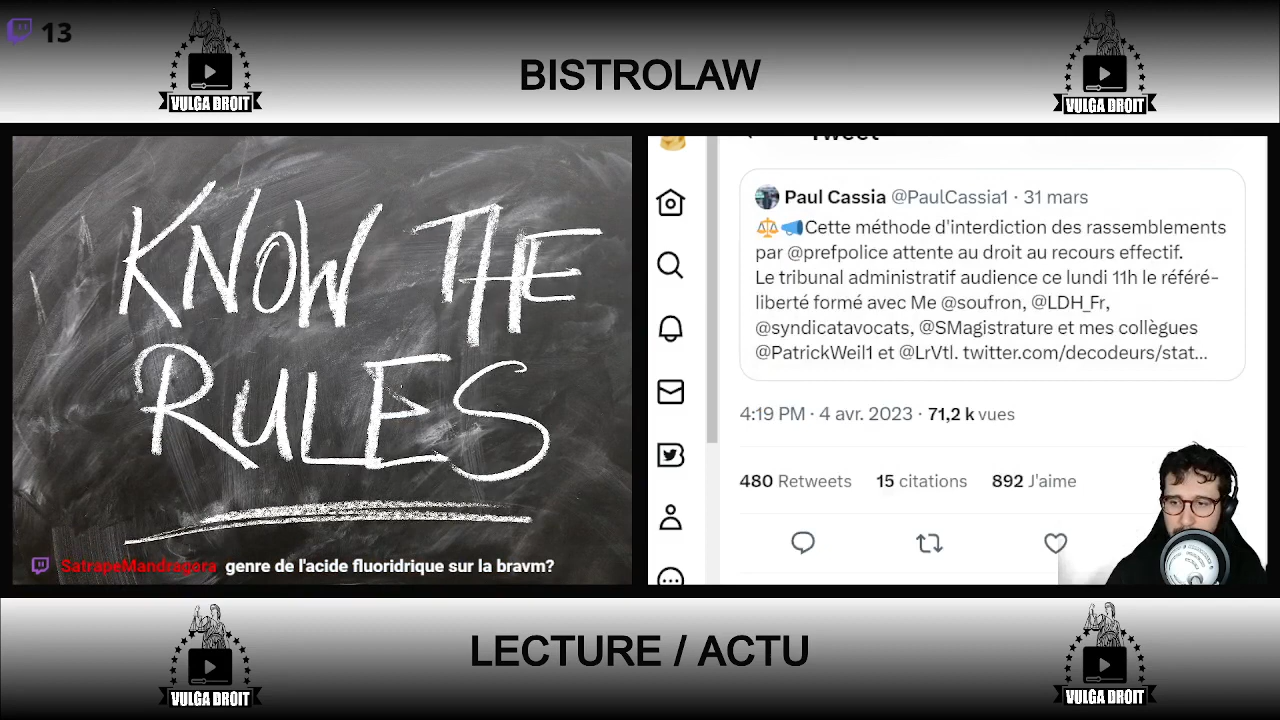 13
BISTROLAW
VULGA DROIT
VULGA DROIT
KNOW THE
RULES
SatrapeMandragora genre de l'acide fluoridrique sur la bravm?
Tweet
Paul Cassia @PaulCassia1 · 31 mars
⚖️📣Cette méthode d'interdiction des rassemblements
par @prefpolice attente au droit au recours effectif.
Le tribunal administratif audience ce lundi 11h le référé-
liberté formé avec Me @soufron, @LDH_Fr,
@syndicatavocats, @SMagistrature et mes collègues
@PatrickWeil1 et @LrVtl. twitter.com/decodeurs/stat...
4:19 PM · 4 avr. 2023 · 71,2 k vues
480 Retweets 15 citations 892 J'aime
LECTURE / ACTU
VULGA DROIT
VULGA DROIT